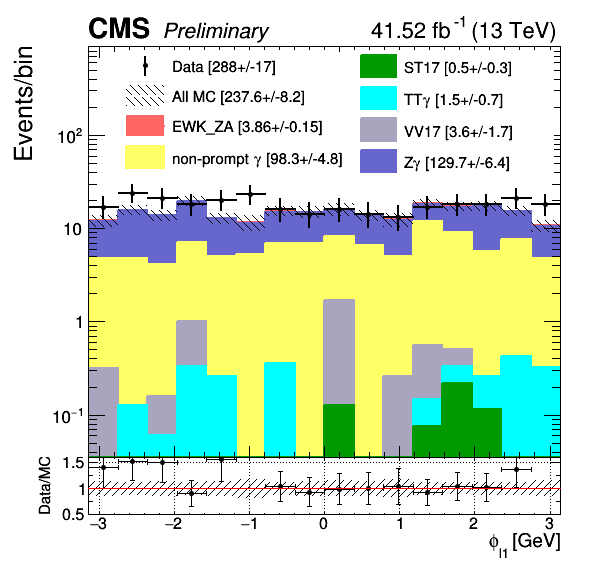 CMS Preliminary 41.52 fb⁻¹ (13 TeV)
Events/bin
Data [288+/-17]
All MC [237.6+/-8.2]
EWK_ZA [3.86+/-0.15]
non-prompt γ [98.3+/-4.8]
ST17 [0.5+/-0.3]
TTγ [1.5+/-0.7]
VV17 [3.6+/-1.7]
Zγ [129.7+/-6.4]
10²
10
1
10⁻¹
Data/MC
1.5
1
0.5
−3 −2 −1 0 1 2 3
ϕ_l1 [GeV]